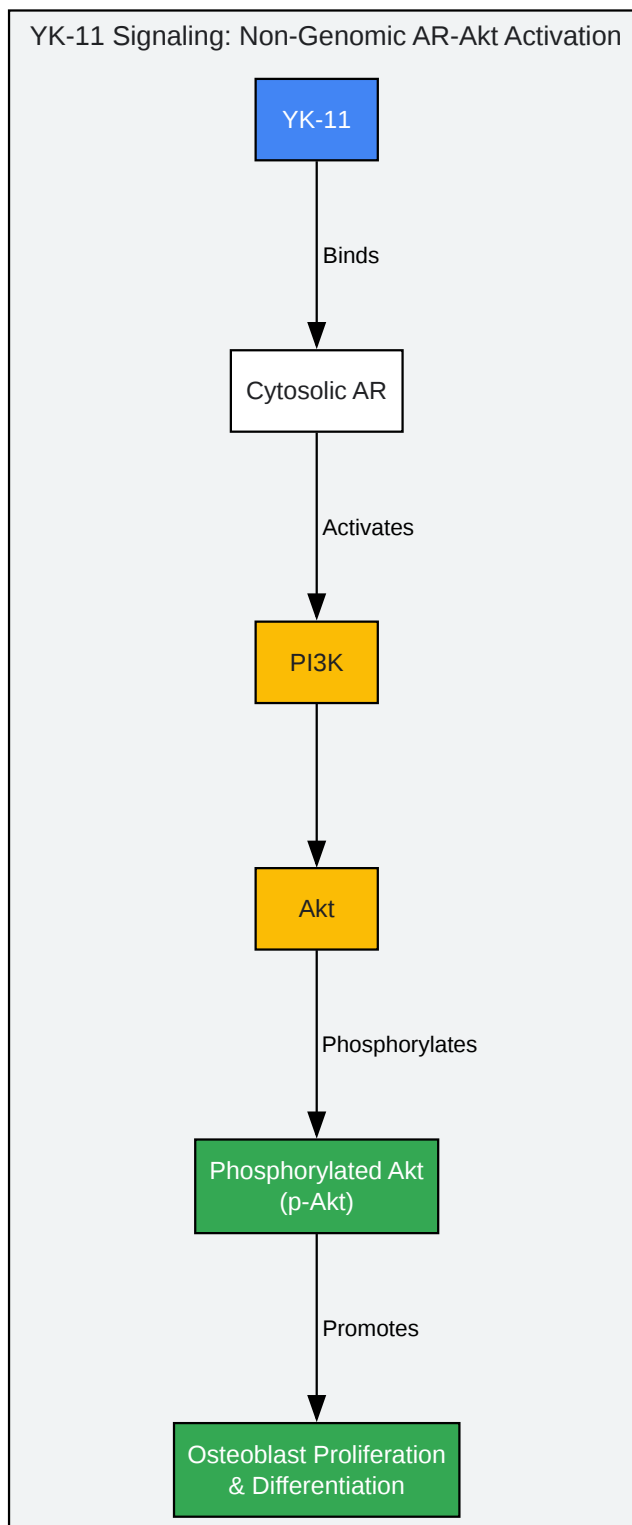 YK-11 Signaling: Non-Genomic AR-Akt Activation
YK-11
Binds
Cytosolic AR
Activates
PI3K
Akt
Phosphorylates
Phosphorylated Akt
(p-Akt)
Promotes
Osteoblast Proliferation
& Differentiation